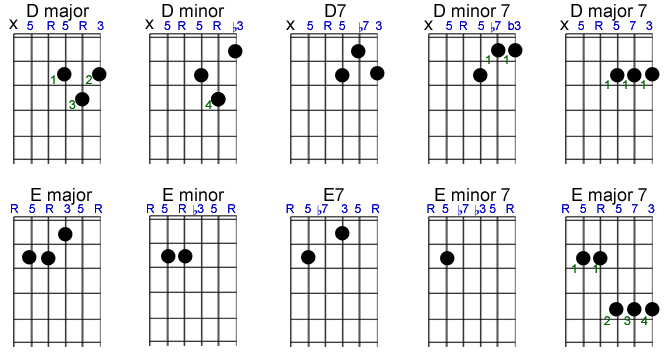 D major D minor D7 D minor 7 D major 7
X 5 R 5 R 3 X 5 R 5 R ♭3 X 5 R 5 ♭7 3 X 5 R 5 ♭7 b3 X 5 R 5 7 3
1 1
1 2 1 1 1
3 4
E major E minor E7 E minor 7 E major 7
R 5 R 3 5 R R 5 R ♭3 5 R R 5 ♭7 3 5 R R 5 ♭7 ♭3 5 R R 5 R 5 7 3
1 1
2 3 4